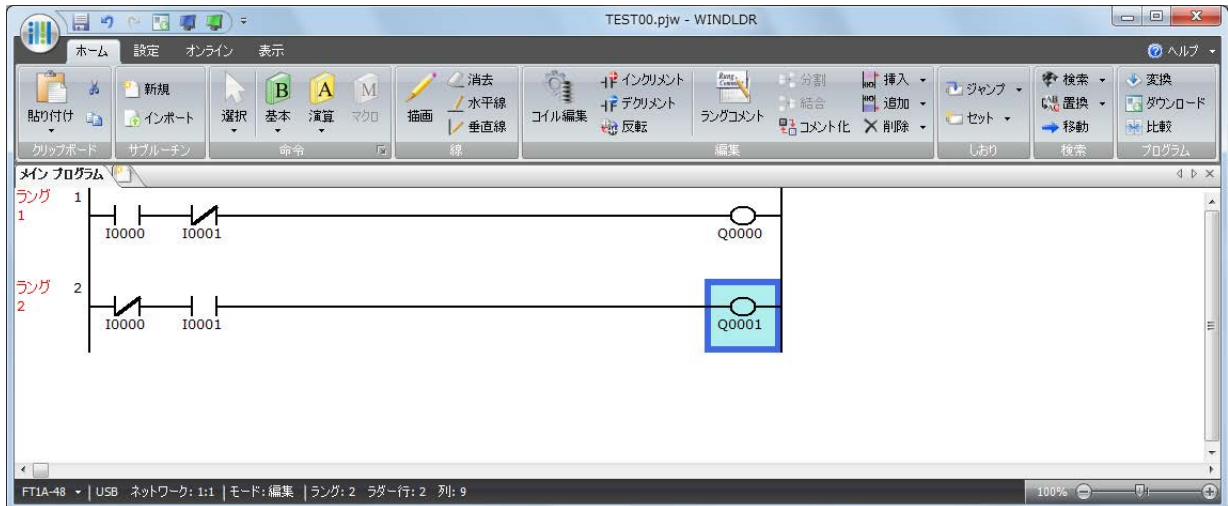 TEST00.pjw - WINDLDR
ホーム 設定 オンライン 表示 ヘルプ
貼り付け
クリップボード
新規
インポート
サブルーチン
選択
B
基本
A
演算
M
マクロ
命令
描画
消去
水平線
垂直線
線
コイル編集
インクリメント
デクリメント
反転
Rung Comment
ラングコメント
分割
結合
コメント化
挿入
追加
削除
編集
ジャンプ
セット
しおり
検索
置換
移動
検索
変換
ダウンロード
比較
プログラム
メイン プログラム
ラング 1
1
I0000 I0001 Q0000
ラング 2
2
I0000 I0001 Q0001
FT1A-48 | USB ネットワーク: 1:1 | モード: 編集 | ラング: 2 ラダー行: 2 列: 9 100%